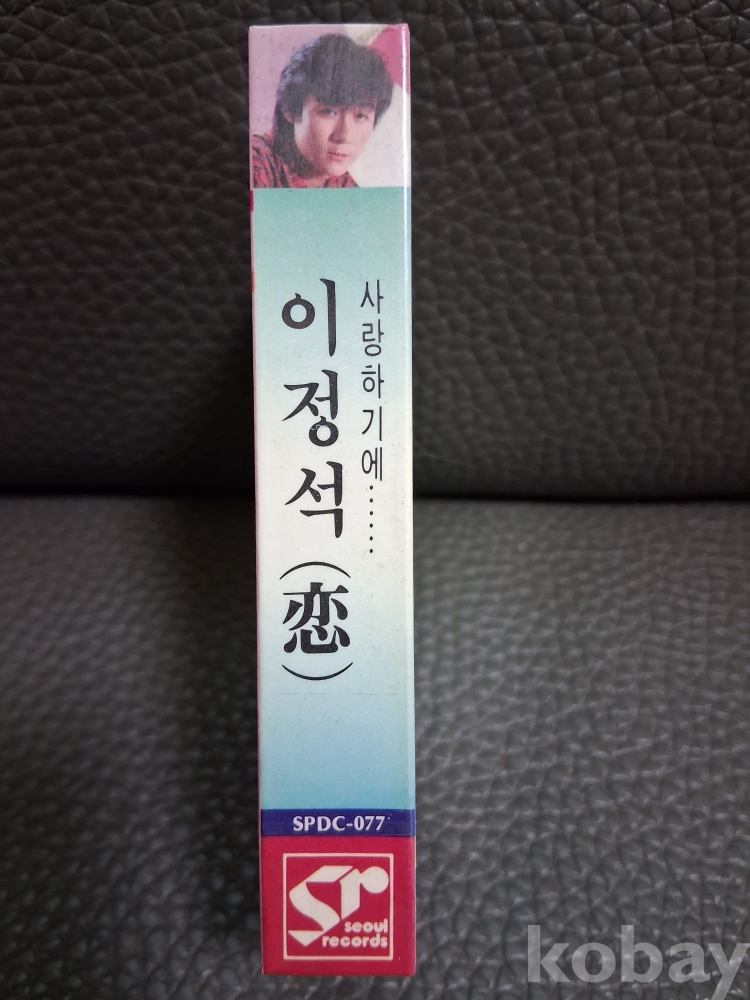 사랑하기에......
이정석(恋)
SPDC-077
sr
seoul
records
kobay